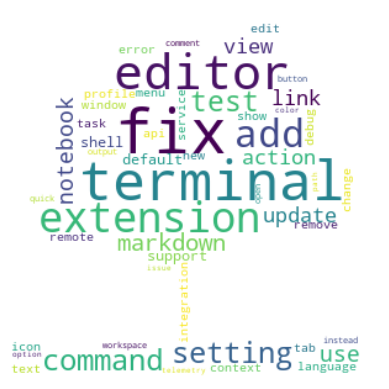 edit
comment
error
view
button
editor
menu
profile
test
link
window
color
service
show
fix
add
api
debug
task
notebook
shell
output
default
new
action
terminal
open
path
change
quick
extension
update
remove
remote
markdown
support
issue
integration
icon
option
text
command
workspace
telemetry
setting
context
tab
instead
use
language